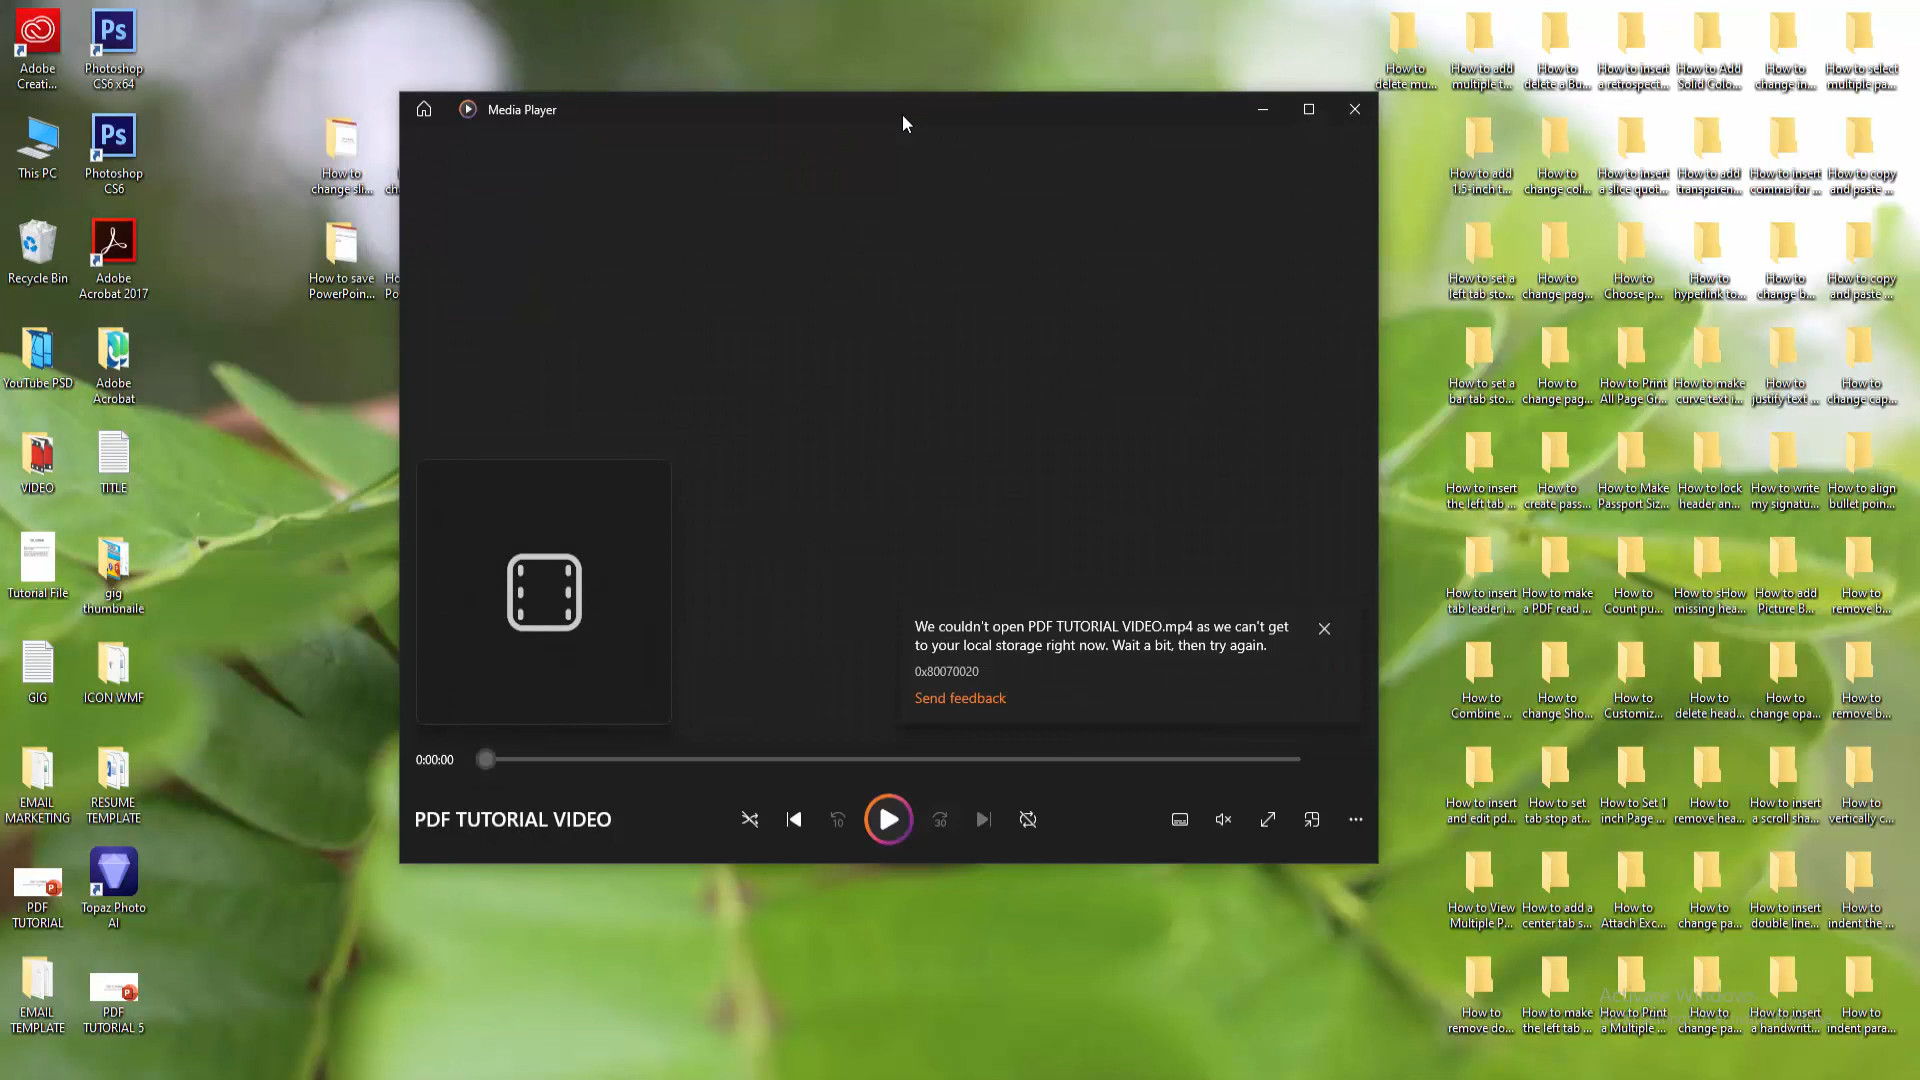 Adobe
Creati...
Photoshop
CS6 x64
This PC
Photoshop
CS6
Recycle Bin
Adobe
Acrobat 2017
YouTube PSD
Adobe
Acrobat
VIDEO
TITLE
Tutorial File
gig
thumbnaile
GIG
ICON WMF
EMAIL
MARKETING
RESUME
TEMPLATE
PDF
TUTORIAL
Topaz Photo
AI
EMAIL
TEMPLATE
PDF
TUTORIAL 5
How to
change sli...
How to save
PowerPoin...
Media Player
We couldn't open PDF TUTORIAL VIDEO.mp4 as we can't get
to your local storage right now. Wait a bit, then try again.
0x80070020
Send feedback
0:00:00
PDF TUTORIAL VIDEO
10
30
How to
delete mu...
How to add
multiple t...
How to
delete a Bu...
How to insert
a retrospect...
How to Add
Solid Colo...
How to
change in...
How to select
multiple pa...
How to add
1.5-inch t...
How to
change col...
How to insert
a slice quot...
How to add
transparen...
How to insert
comma for ...
How to copy
and paste ...
How to set a
left tab sto...
How to
change pag...
How to
Choose p...
How to
hyperlink to...
How to
change b...
How to copy
and paste ...
How to set a
bar tab sto...
How to
change pag...
How to Print
All Page Gr...
How to make
curve text i...
How to
justify text ...
How to
change cap...
How to insert
the left tab ...
How to
create pass...
How to Make
Passport Siz...
How to lock
header an...
How to write
my signatu...
How to align
bullet poin...
How to insert
tab leader i...
How to make
a PDF read ...
How to
Count pu...
How to sHow
missing hea...
How to add
Picture B...
How to
remove b...
How to
Combine ...
How to
change Sho...
How to
Customiz...
How to
delete head...
How to
change opa...
How to
remove b...
How to insert
and edit pd...
How to set
tab stop at...
How to Set 1
inch Page ...
How to
remove hea...
How to insert
a scroll sha...
How to
vertically c...
How to View
Multiple P...
How to add a
center tab s...
How to
Attach Exc...
How to
change pa...
How to insert
double line...
How to
indent the ...
How to
remove do...
How to make
the left tab ...
How to Print
a Multiple ...
How to
change pa...
How to insert
a handwritt...
How to
indent para...
Activate Windows